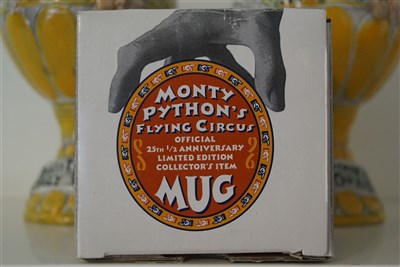 MONTY
PYTHON'S
FLYING CIRCUS
OFFICIAL
25TH 1/2 ANNIVERSARY
LIMITED EDITION
COLLECTOR'S ITEM
MUG